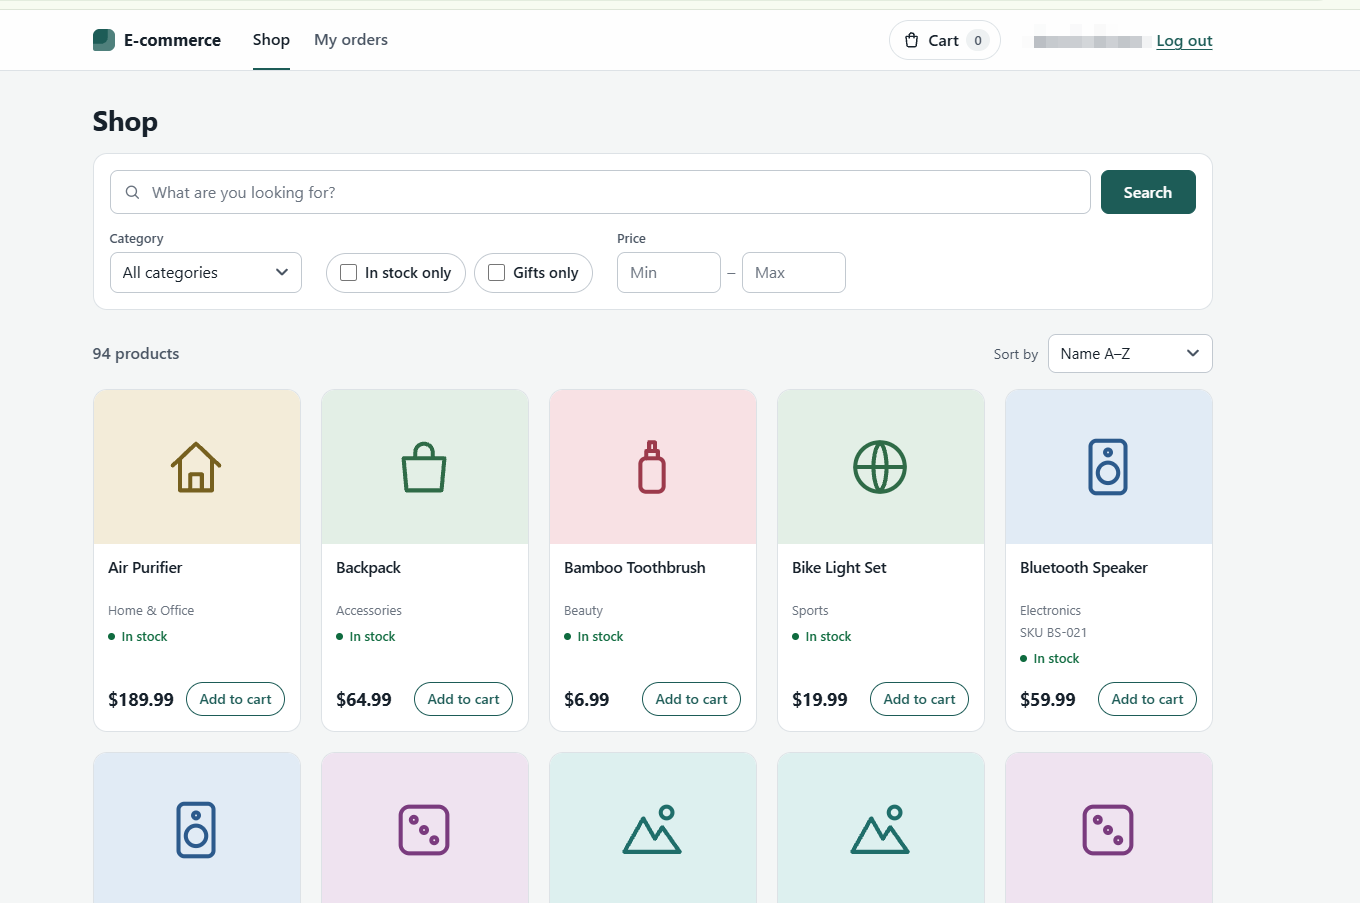 E-commerce Shop My orders Cart 0 Log out
Shop
What are you looking for? Search
Category Price
All categories In stock only Gifts only Min – Max
94 products Sort by Name A–Z
Air Purifier Backpack Bamboo Toothbrush Bike Light Set Bluetooth Speaker
Home & Office Accessories Beauty Sports Electronics
SKU BS-021
In stock In stock In stock In stock In stock
$189.99 Add to cart $64.99 Add to cart $6.99 Add to cart $19.99 Add to cart $59.99 Add to cart